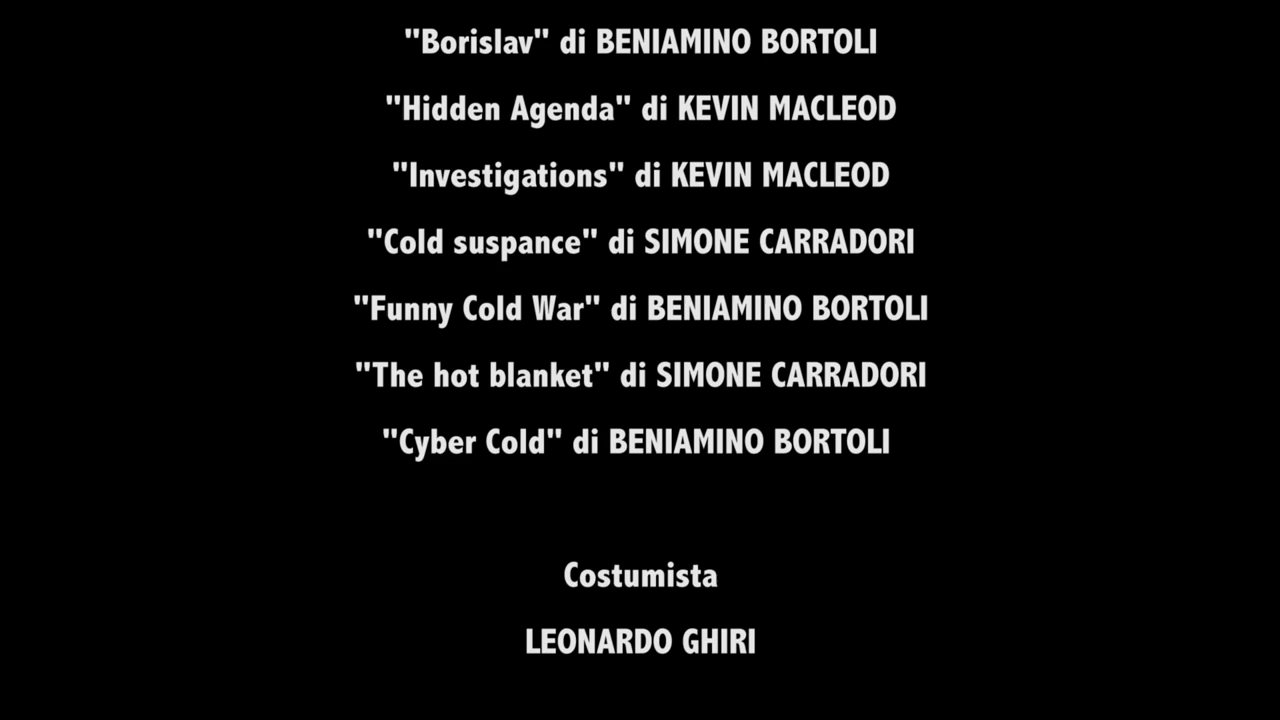 "Borislav" di BENIAMINO BORTOLI
"Hidden Agenda" di KEVIN MACLEOD
"Investigations" di KEVIN MACLEOD
"Cold suspance" di SIMONE CARRADORI
"Funny Cold War" di BENIAMINO BORTOLI
"The hot blanket" di SIMONE CARRADORI
"Cyber Cold" di BENIAMINO BORTOLI
Costumista
LEONARDO GHIRI